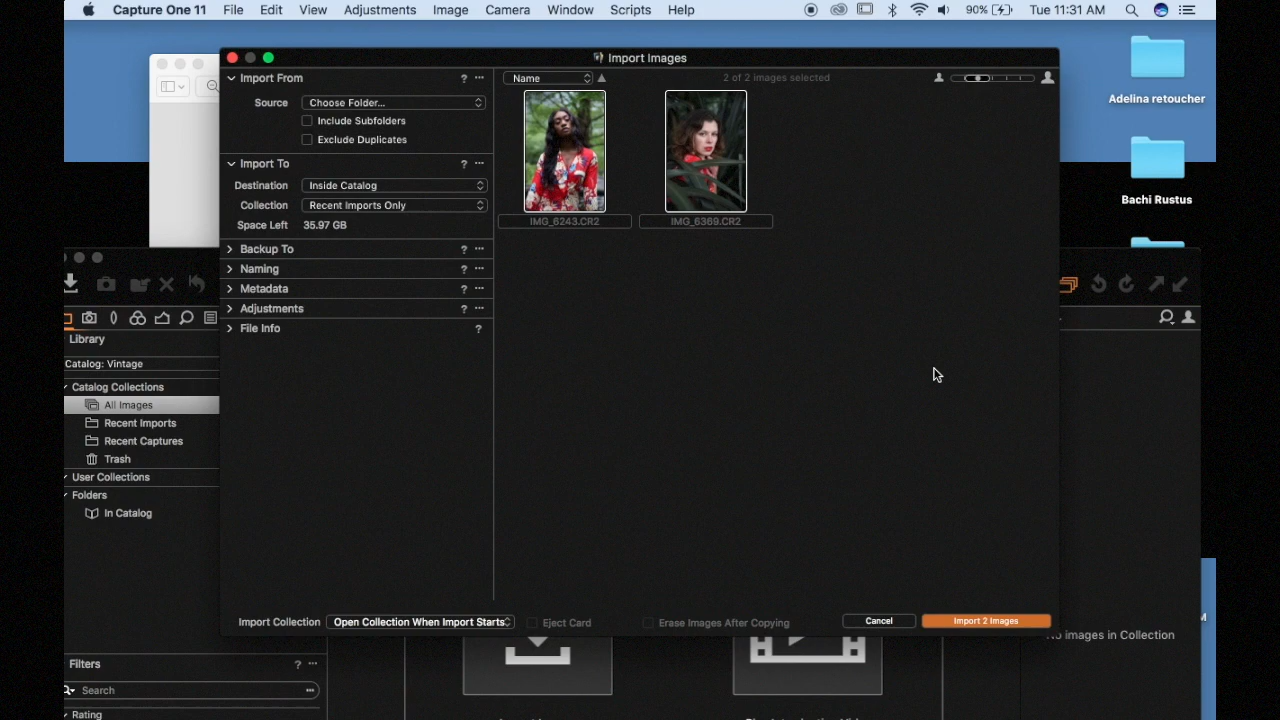 Capture One 11 File Edit View Adjustments Image Camera Window Scripts Help 90% Tue 11:31 AM
Import Images
Import From ? ...
Source Choose Folder...
Include Subfolders
Exclude Duplicates
Import To ? ...
Destination Inside Catalog
Collection Recent Imports Only
Space Left 35.97 GB
Backup To ? ...
Naming ? ...
Metadata ? ...
Adjustments ? ...
File Info ?
Name 2 of 2 images selected
IMG_6243.CR2 IMG_6369.CR2
Import Collection Open Collection When Import Starts Eject Card Erase Images After Copying Cancel Import 2 Images
Adelina retoucher
Bachi Rustus
Library
Catalog: Vintage
Catalog Collections
All Images
Recent Imports
Recent Captures
Trash
User Collections
Folders
In Catalog
Filters ? ...
Search ...
Rating
No images in Collection